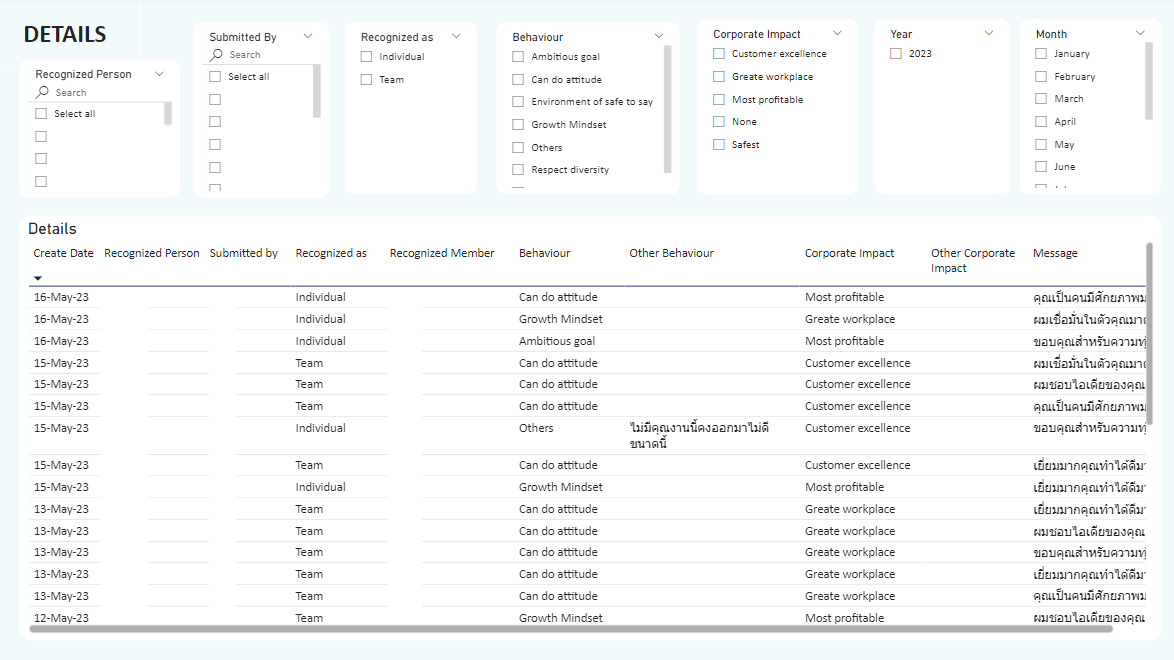 DETAILS
Recognized Person
Search
Select all
Submitted By
Search
Select all
Recognized as
Individual
Team
Behaviour
Ambitious goal
Can do attitude
Environment of safe to say
Growth Mindset
Others
Respect diversity
Corporate Impact
Customer excellence
Greate workplace
Most profitable
None
Safest
Year
2023
Month
January
February
March
April
May
June
Details
Create Date Recognized Person Submitted by Recognized as Recognized Member Behaviour Other Behaviour Corporate Impact Other Corporate Impact Message
16-May-23 Individual Can do attitude Most profitable คุณเป็นคนมีศักยภาพม
16-May-23 Individual Growth Mindset Greate workplace ผมเชื่อมั่นในตัวคุณมา
16-May-23 Individual Ambitious goal Most profitable ขอบคุณสำหรับความทุ
15-May-23 Team Can do attitude Customer excellence ผมเชื่อมั่นในตัวคุณมา
15-May-23 Team Can do attitude Customer excellence ผมชอบไอเดียของคุณ
15-May-23 Team Can do attitude Customer excellence คุณเป็นคนมีศักยภาพม
15-May-23 Individual Others ไม่มีคุณงานนี้คงออกมาไม่ดี Customer excellence ขอบคุณสำหรับความทุ
ขนาดนี้
15-May-23 Team Can do attitude Customer excellence เยี่ยมมากคุณทำได้ดีมา
15-May-23 Individual Growth Mindset Most profitable เยี่ยมมากคุณทำได้ดีมา
13-May-23 Team Can do attitude Greate workplace เยี่ยมมากคุณทำได้ดีมา
13-May-23 Team Can do attitude Greate workplace ผมชอบไอเดียของคุณ
13-May-23 Team Can do attitude Greate workplace ขอบคุณสำหรับความทุ
13-May-23 Team Can do attitude Greate workplace เยี่ยมมากคุณทำได้ดีมา
13-May-23 Team Can do attitude Greate workplace คุณเป็นคนมีศักยภาพม
12-May-23 Team Growth Mindset Most profitable ผมชอบไอเดียของคุณ